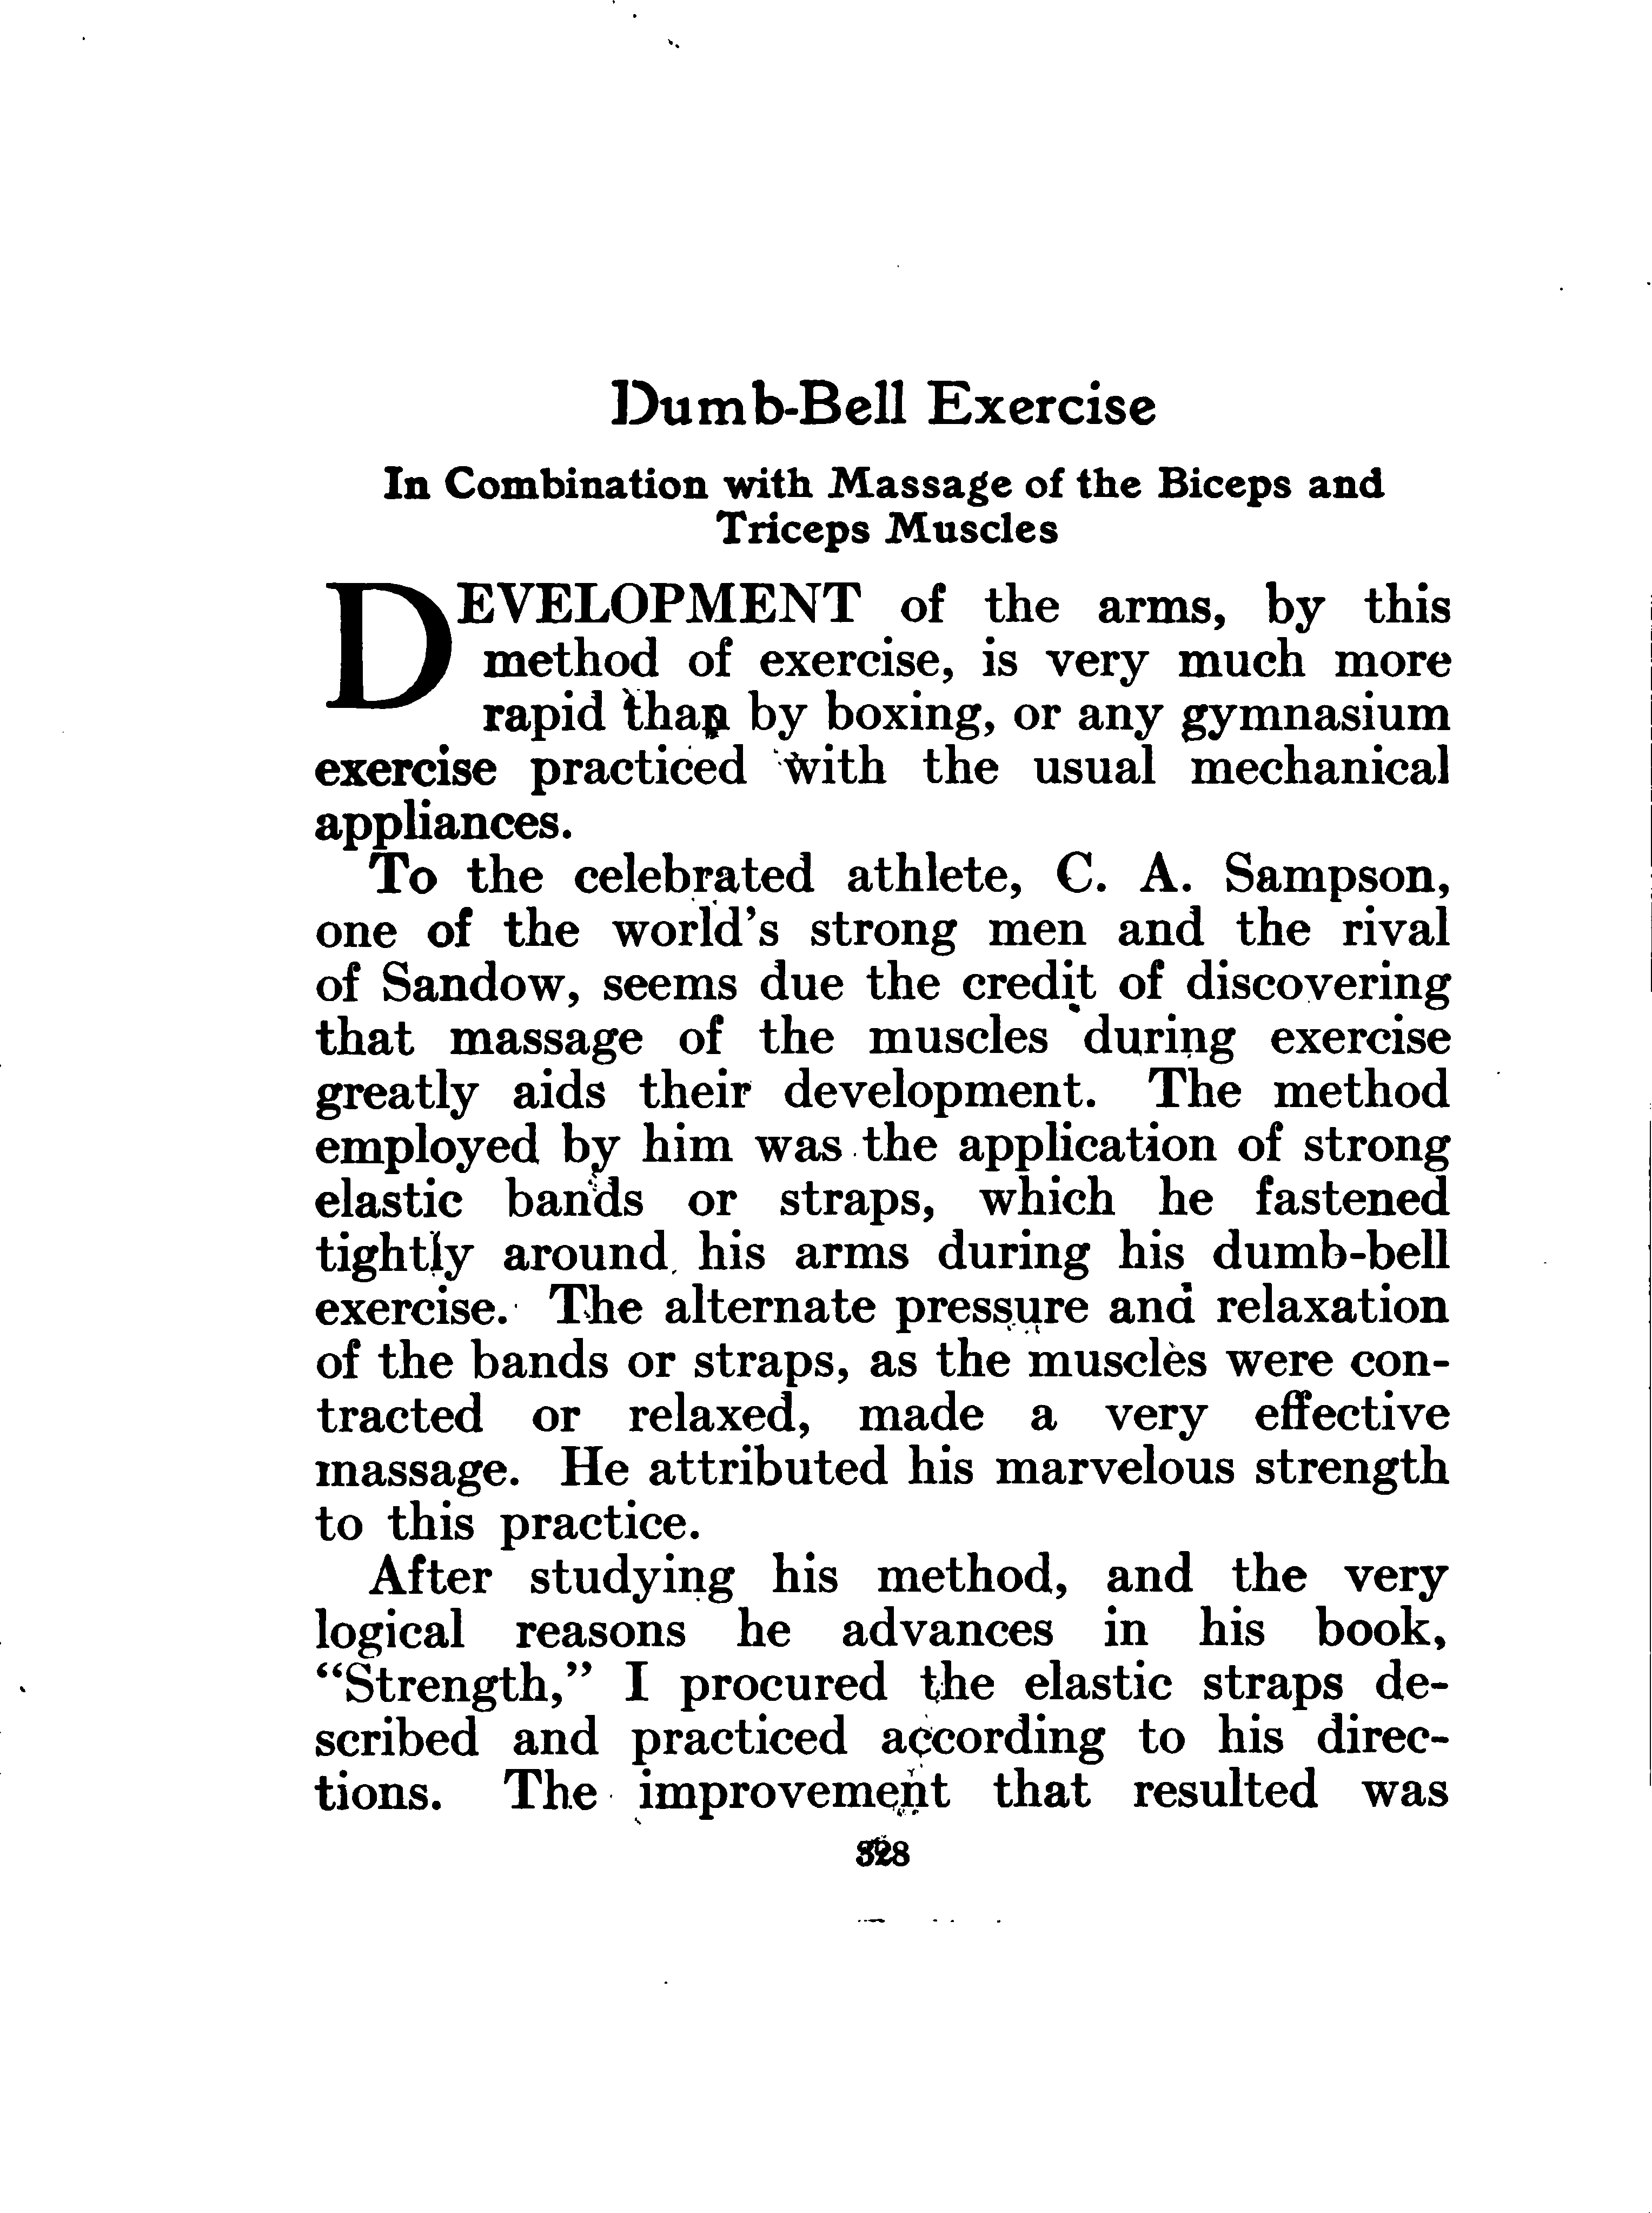 Dumb-Bell Exercise
In Combination with Massage of the Biceps and
Triceps Muscles
DEVELOPMENT of the arms, by this
method of exercise, is very much more
rapid than by boxing, or any gymnasium
exercise practiced with the usual mechanical
appliances.
To the celebrated athlete, C. A. Sampson,
one of the world's strong men and the rival
of Sandow, seems due the credit of discovering
that massage of the muscles during exercise
greatly aids their development. The method
employed by him was the application of strong
elastic bands or straps, which he fastened
tightly around his arms during his dumb-bell
exercise. The alternate pressure and relaxation
of the bands or straps, as the muscles were con-
tracted or relaxed, made a very effective
massage. He attributed his marvelous strength
to this practice.
After studying his method, and the very
logical reasons he advances in his book,
“Strength,” I procured the elastic straps de-
scribed and practiced according to his direc-
tions. The improvement that resulted was
328